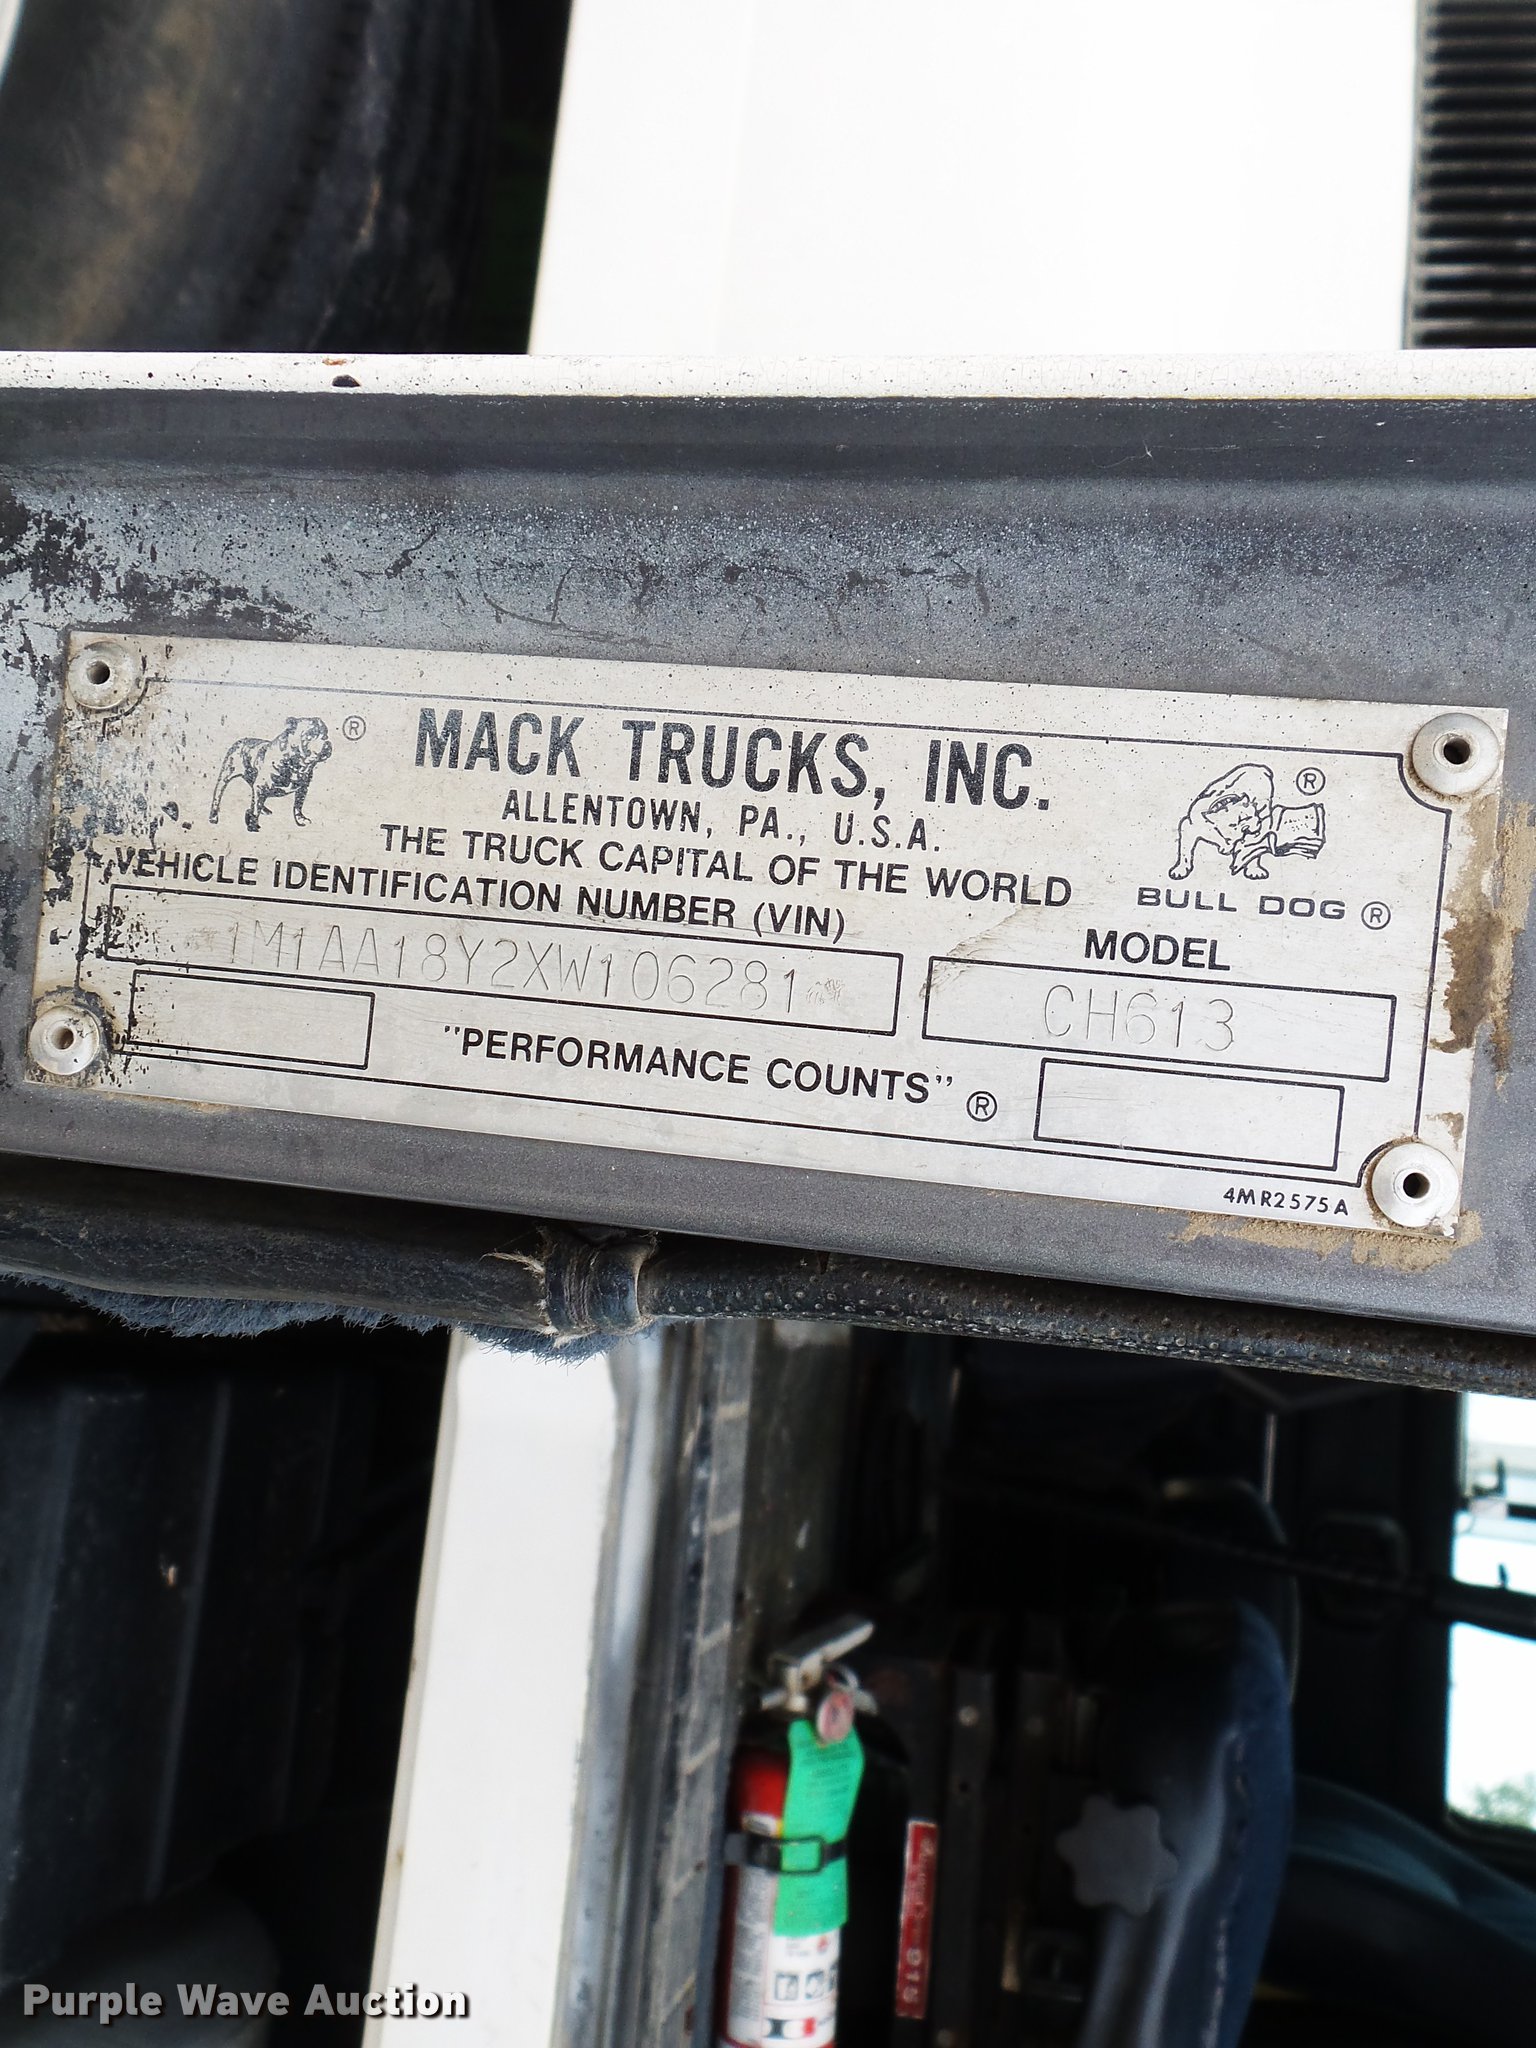 MACK TRUCKS, INC.
ALLENTOWN, PA., U.S.A.
THE TRUCK CAPITAL OF THE WORLD
VEHICLE IDENTIFICATION NUMBER (VIN)
1M1AA18Y2XW106281
®
®
BULL DOG ®
MODEL
CH613
"PERFORMANCE COUNTS" ®
4MR2575A
Purple Wave Auction